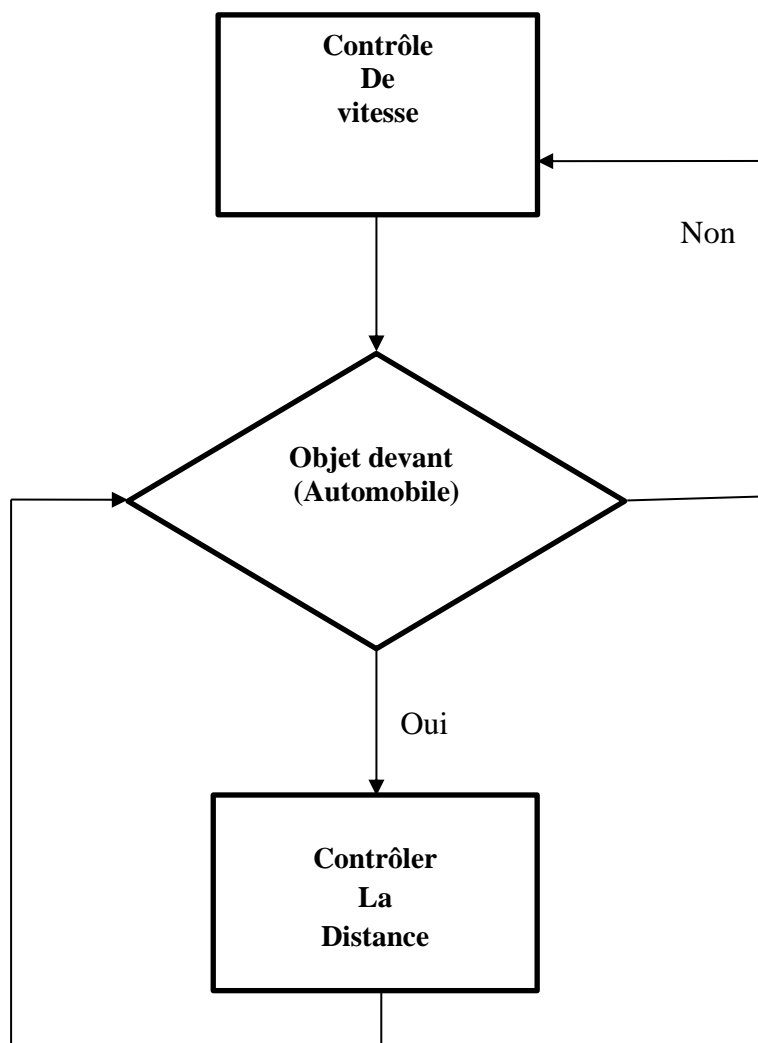 Contrôle
De
vitesse
Non
Objet devant
(Automobile)
Oui
Contrôler
La
Distance